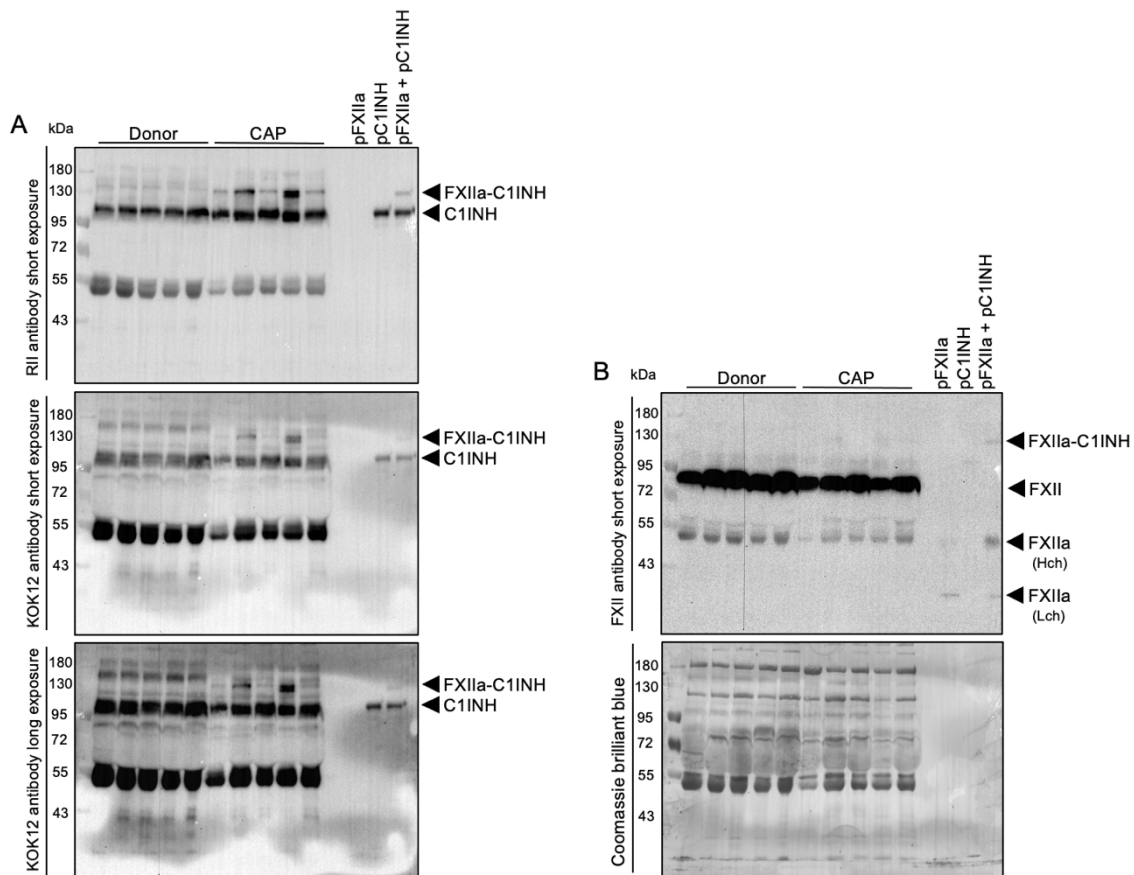 A
kDa
Donor
CAP
pFXIIa
pC1INH
pFXIIa + pC1INH
RII antibody short exposure
180
130
95
72
55
43
FXIIa-C1INH
C1INH
KOK12 antibody short exposure
180
130
95
72
55
43
FXIIa-C1INH
C1INH
KOK12 antibody long exposure
180
130
95
72
55
43
FXIIa-C1INH
C1INH
B
kDa
Donor
CAP
pFXIIa
pC1INH
pFXIIa + pC1INH
FXII antibody short exposure
180
95
72
55
43
FXIIa-C1INH
FXII
FXIIa
(Hch)
FXIIa
(Lch)
130
Coomassie brilliant blue
180
130
95
72
55
43